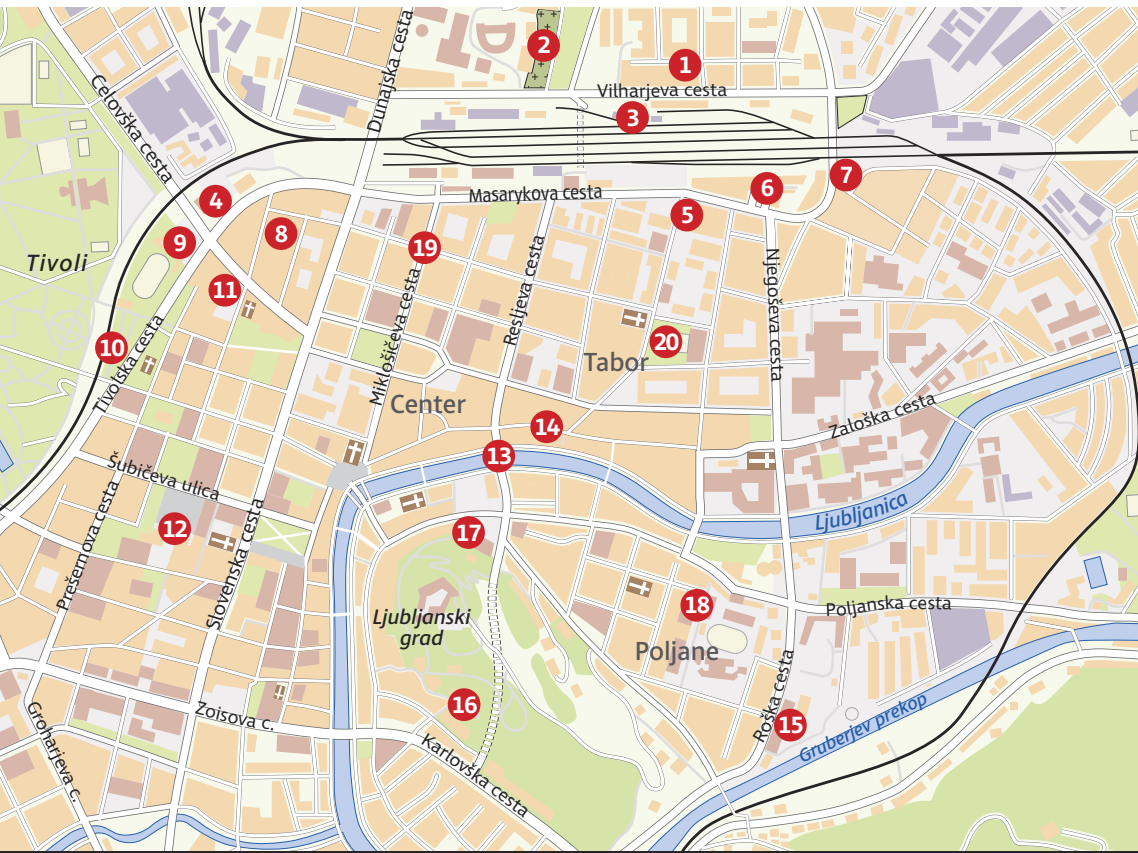 2
1
Vilharjeva cesta
3
Dunajska cesta
Celovška cesta
4
Masarykova cesta
6
7
5
9
8
19
Tivoli
11
Resljeva cesta
Njegoševa cesta
Miklošičeva cesta
10
Tivolska cesta
20
Tabor
Center
14
Zaloška cesta
13
Šubičeva ulica
Prešernova cesta
12
Slovenska cesta
17
Ljubljanica
Ljubljanski
grad
18
Poljanska cesta
Poljane
16
Roška cesta
15
Gruberjev prekop
Zoisova c.
Groharjeva c.
Karlovška cesta